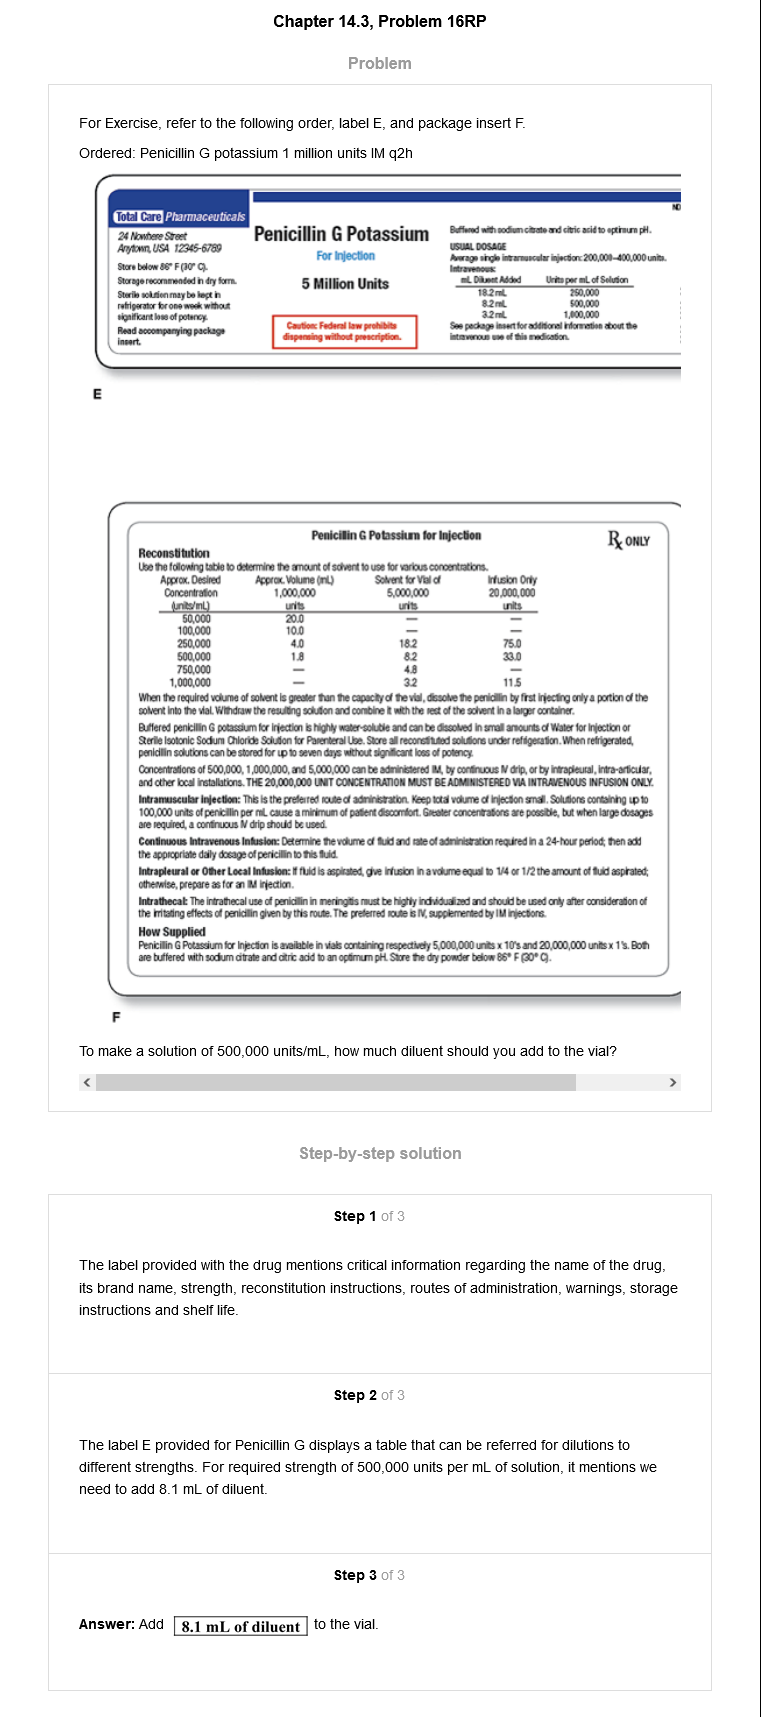 Chapter 14.3, Problem 16RP
Problem
For Exercise, refer to the following order, label E, and package insert F.
Ordered: Penicillin G potassium 1 million units IM q2h
Total Care Pharmaceuticals
24 Nowhere Street
Anytown, USA 12345-6789
Store below 86° F (30° C).
Storage recommended in dry form.
Sterile solution may be kept in
refrigerator for one week without
significant loss of potency.
Read accompanying package
insert.
Penicillin G Potassium
For Injection
5 Million Units
Caution: Federal law prohibits
dispensing without prescription.
Buffered with sodium citrate and citric acid to optimum pH.
USUAL DOSAGE
Average single intramuscular injection: 200,000–400,000 units.
Intravenous:
mL Diluent Added Units per mL of Solution
18.2 mL 250,000
8.2 mL 500,000
3.2 mL 1,000,000
See package insert for additional information about the
intravenous use of this medication.
E
Penicillin G Potassium for Injection
Rx ONLY
Reconstitution
Use the following table to determine the amount of solvent to use for various concentrations.
Approx. Desired Approx. Volume (mL) Solvent for Vial of Infusion Only
Concentration 1,000,000 5,000,000 20,000,000
(units/mL) units units units
50,000 20.0 — —
100,000 10.0 — —
250,000 4.0 18.2 75.0
500,000 1.8 8.2 33.0
750,000 — 4.8 —
1,000,000 — 3.2 11.5
When the required volume of solvent is greater than the capacity of the vial, dissolve the penicillin by first injecting only a portion of the
solvent into the vial. Withdraw the resulting solution and combine it with the rest of the solvent in a larger container.
Buffered penicillin G potassium for injection is highly water-soluble and can be dissolved in small amounts of Water for Injection or
Sterile Isotonic Sodium Chloride Solution for Parenteral Use. Store all reconstituted solutions under refrigeration. When refrigerated,
penicillin solutions can be stored for up to seven days without significant loss of potency.
Concentrations of 500,000, 1,000,000, and 5,000,000 can be administered IM, by continuous IV drip, or by intrapleural, intra-articular,
and other local instalations. THE 20,000,000 UNIT CONCENTRATION MUST BE ADMINISTERED VIA INTRAVENOUS INFUSION ONLY.
Intramuscular injection: This is the preferred route of administration. Keep total volume of injection small. Solutions containing up to
100,000 units of penicillin per mL cause a minimum of patient discomfort. Greater concentrations are possible, but when large dosages
are required, a continuous IV drip should be used.
Continuous Intravenous Infusion: Determine the volume of fluid and rate of administration required in a 24-hour period; then add
the appropriate daily dosage of penicillin to this fluid.
Intrapleural or Other Local Infusion: If fluid is aspirated, give infusion in a volume equal to 1/4 or 1/2 the amount of fluid aspirated;
otherwise, prepare as for an IM injection.
Intrathecal: The intrathecal use of penicillin in meningitis must be highly individualized and should be used only after consideration of
the irritating effects of penicillin given by this route. The preferred route is IV, supplemented by IM injections.
How Supplied
Penicillin G Potassium for Injection is available in vials containing respectively 5,000,000 units x 10's and 20,000,000 units x 1's. Both
are buffered with sodium citrate and citric acid to an optimum pH. Store the dry powder below 86° F (30° C).
F
To make a solution of 500,000 units/mL, how much diluent should you add to the vial?
Step-by-step solution
Step 1 of 3
The label provided with the drug mentions critical information regarding the name of the drug,
its brand name, strength, reconstitution instructions, routes of administration, warnings, storage
instructions and shelf life.
Step 2 of 3
The label E provided for Penicillin G displays a table that can be referred for dilutions to
different strengths. For required strength of 500,000 units per mL of solution, it mentions we
need to add 8.1 mL of diluent.
Step 3 of 3
Answer: Add 8.1 mL of diluent to the vial.